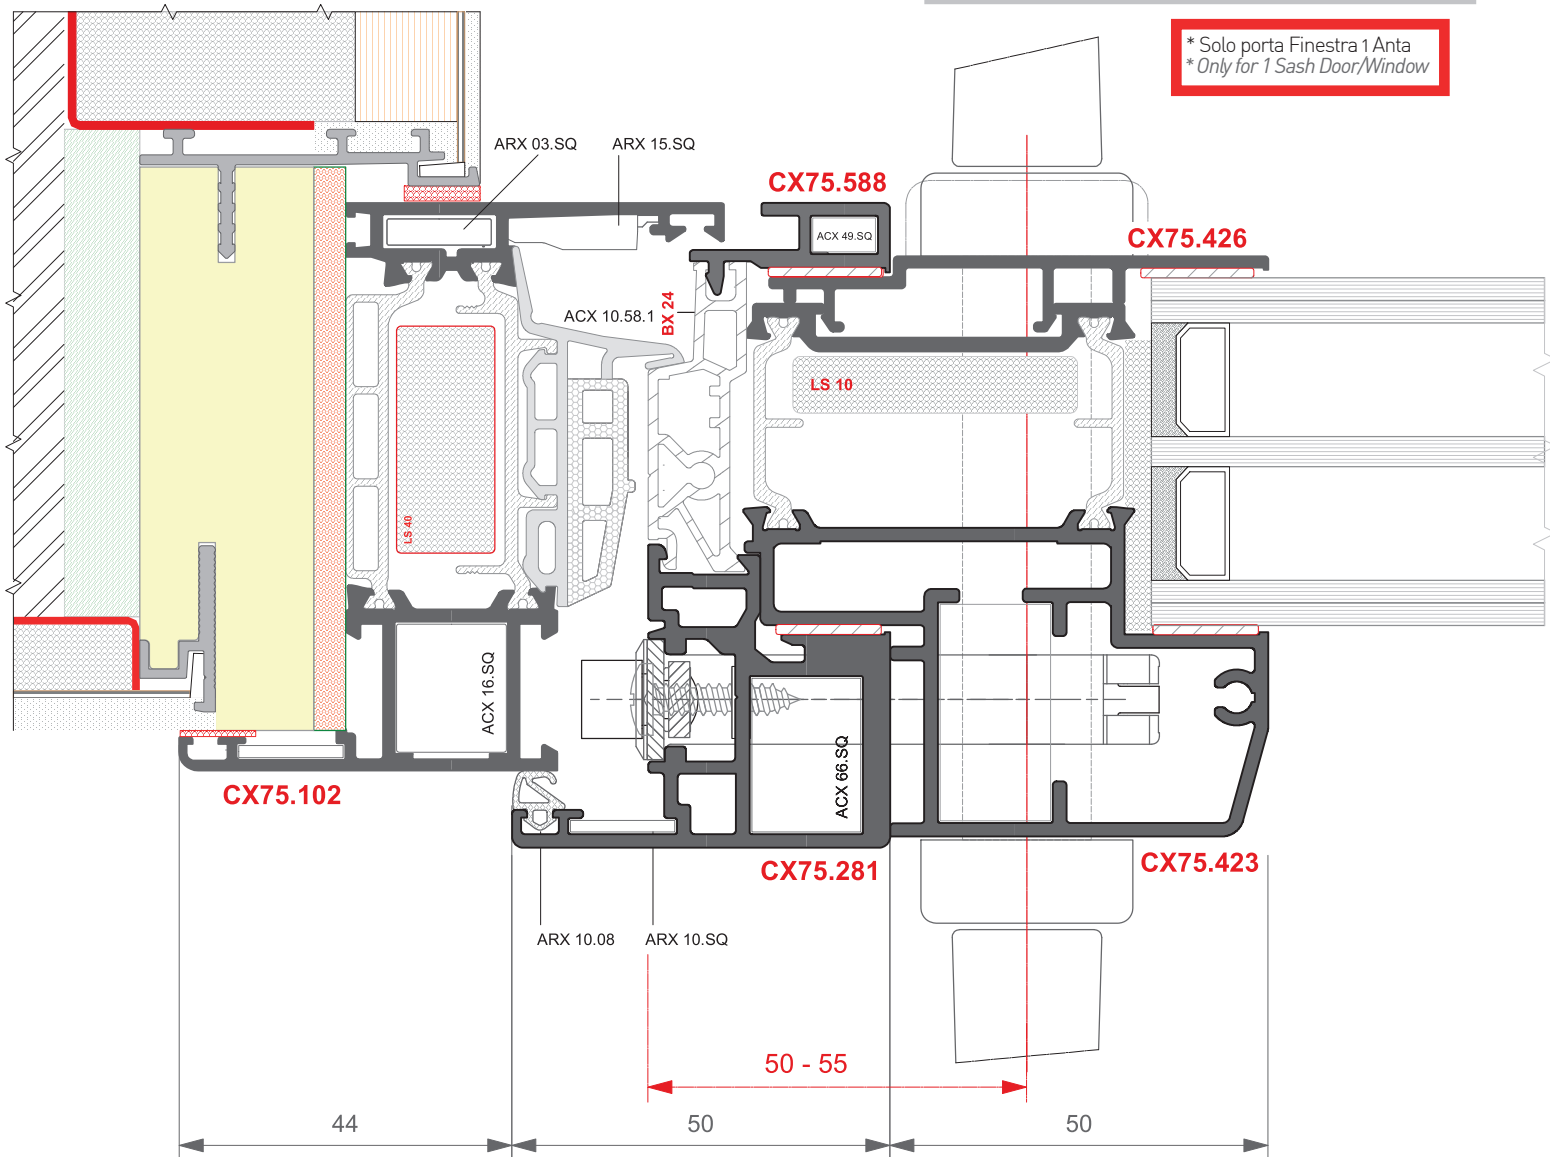 * Solo porta Finestra 1 Anta
* Only for 1 Sash Door/Window
ARX 03.SQ
ARX 15.SQ
CX75.588
ACX 49.SQ
CX75.426
ACX 10.58.1
BX 24
LS 10
LS 40
ACX 16.SQ
ACX 66.SQ
CX75.102
CX75.281
CX75.423
ARX 10.08
ARX 10.SQ
50 - 55
44
50
50